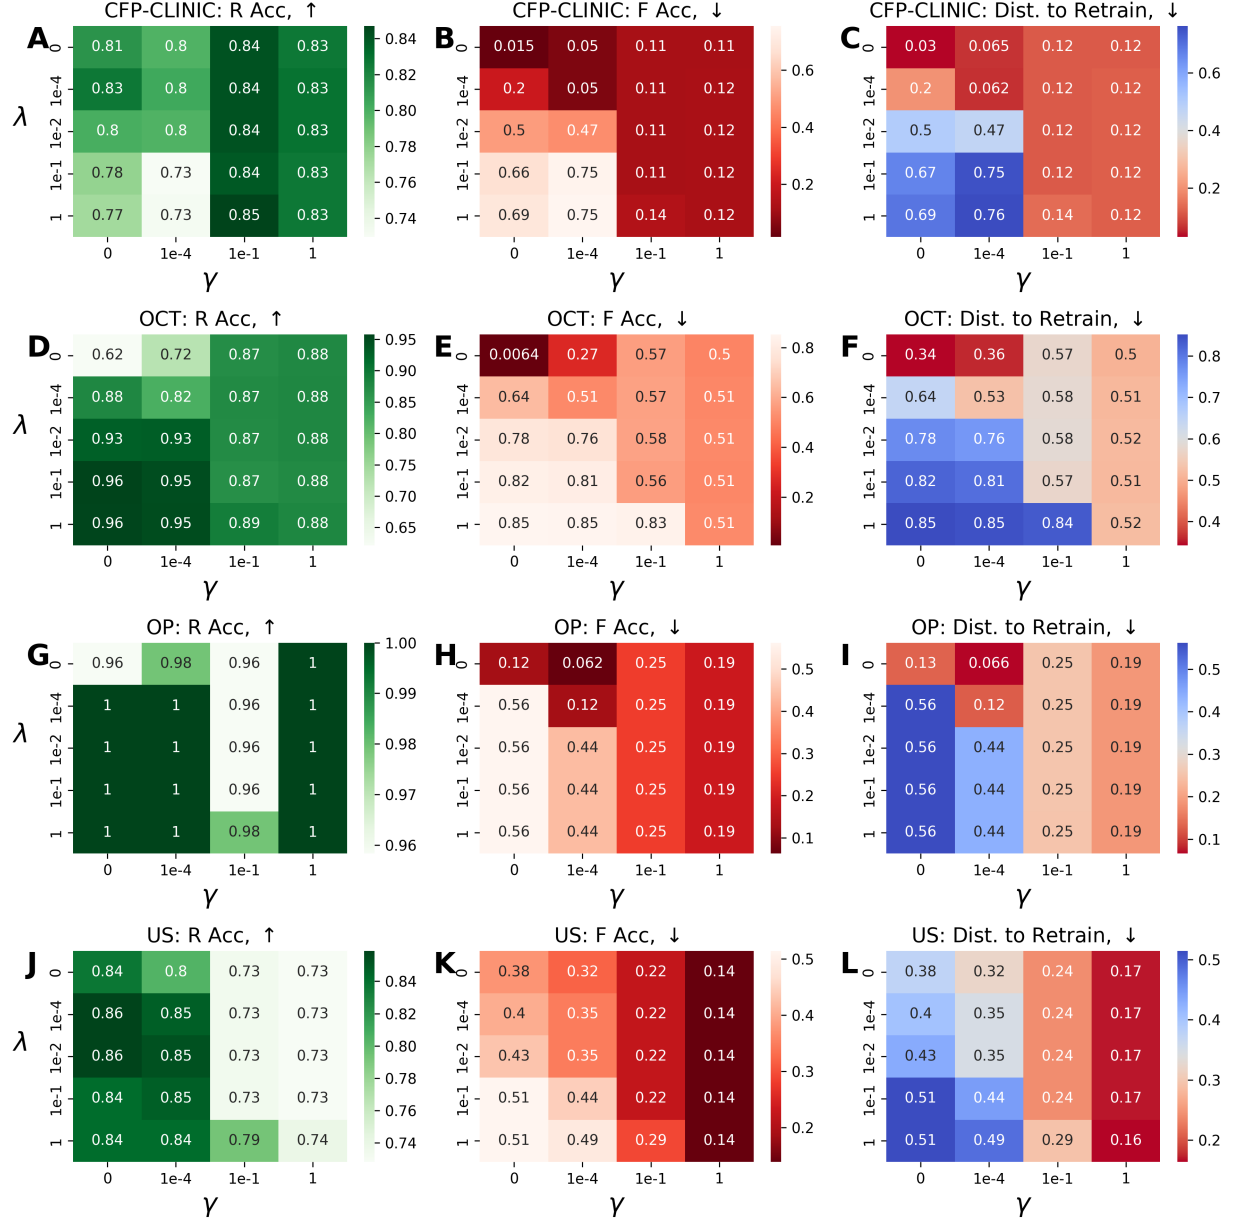 CFP-CLINIC: R Acc, ↑
CFP-CLINIC: F Acc, ↓
CFP-CLINIC: Dist. to Retrain, ↓
A
B
C
λ
0 0.81 0.8 0.84 0.83
1e-4 0.83 0.8 0.84 0.83
1e-2 0.8 0.8 0.84 0.83
1e-1 0.78 0.73 0.84 0.83
1 0.77 0.73 0.85 0.83
0 1e-4 1e-1 1
γ
0.84
0.82
0.80
0.78
0.76
0.74
0 0.015 0.05 0.11 0.11
1e-4 0.2 0.05 0.11 0.11
1e-2 0.5 0.47 0.11 0.12
1e-1 0.66 0.75 0.11 0.12
1 0.69 0.75 0.14 0.12
0 1e-4 1e-1 1
γ
0.6
0.4
0.2
0 0.03 0.065 0.12 0.12
1e-4 0.2 0.062 0.12 0.12
1e-2 0.5 0.47 0.12 0.12
1e-1 0.67 0.75 0.12 0.12
1 0.69 0.76 0.14 0.12
0 1e-4 1e-1 1
γ
0.6
0.4
0.2
OCT: R Acc, ↑
OCT: F Acc, ↓
OCT: Dist. to Retrain, ↓
D
E
F
λ
0 0.62 0.72 0.87 0.88
1e-4 0.88 0.82 0.87 0.88
1e-2 0.93 0.93 0.87 0.88
1e-1 0.96 0.95 0.87 0.88
1 0.96 0.95 0.89 0.88
0 1e-4 1e-1 1
γ
0.95
0.90
0.85
0.80
0.75
0.70
0.65
0 0.0064 0.27 0.57 0.5
1e-4 0.64 0.51 0.57 0.51
1e-2 0.78 0.76 0.58 0.51
1e-1 0.82 0.81 0.56 0.51
1 0.85 0.85 0.83 0.51
0 1e-4 1e-1 1
γ
0.8
0.6
0.4
0.2
0 0.34 0.36 0.57 0.5
1e-4 0.64 0.53 0.58 0.51
1e-2 0.78 0.76 0.58 0.52
1e-1 0.82 0.81 0.57 0.51
1 0.85 0.85 0.84 0.52
0 1e-4 1e-1 1
γ
0.8
0.7
0.6
0.5
0.4
OP: R Acc, ↑
OP: F Acc, ↓
OP: Dist. to Retrain, ↓
G
H
I
λ
0 0.96 0.98 0.96 1
1e-4 1 1 0.96 1
1e-2 1 1 0.96 1
1e-1 1 1 0.96 1
1 1 1 0.98 1
0 1e-4 1e-1 1
γ
1.00
0.99
0.98
0.97
0.96
0 0.12 0.062 0.25 0.19
1e-4 0.56 0.12 0.25 0.19
1e-2 0.56 0.44 0.25 0.19
1e-1 0.56 0.44 0.25 0.19
1 0.56 0.44 0.25 0.19
0 1e-4 1e-1 1
γ
0.5
0.4
0.3
0.2
0.1
0 0.13 0.066 0.25 0.19
1e-4 0.56 0.12 0.25 0.19
1e-2 0.56 0.44 0.25 0.19
1e-1 0.56 0.44 0.25 0.19
1 0.56 0.44 0.25 0.19
0 1e-4 1e-1 1
γ
0.5
0.4
0.3
0.2
0.1
US: R Acc, ↑
US: F Acc, ↓
US: Dist. to Retrain, ↓
J
K
L
λ
0 0.84 0.8 0.73 0.73
1e-4 0.86 0.85 0.73 0.73
1e-2 0.86 0.85 0.73 0.73
1e-1 0.84 0.85 0.73 0.73
1 0.84 0.84 0.79 0.74
0 1e-4 1e-1 1
γ
0.84
0.82
0.80
0.78
0.76
0.74
0 0.38 0.32 0.22 0.14
1e-4 0.4 0.35 0.22 0.14
1e-2 0.43 0.35 0.22 0.14
1e-1 0.51 0.44 0.22 0.14
1 0.51 0.49 0.29 0.14
0 1e-4 1e-1 1
γ
0.5
0.4
0.3
0.2
0 0.38 0.32 0.24 0.17
1e-4 0.4 0.35 0.24 0.17
1e-2 0.43 0.35 0.24 0.17
1e-1 0.51 0.44 0.24 0.17
1 0.51 0.49 0.29 0.16
0 1e-4 1e-1 1
γ
0.5
0.4
0.3
0.2